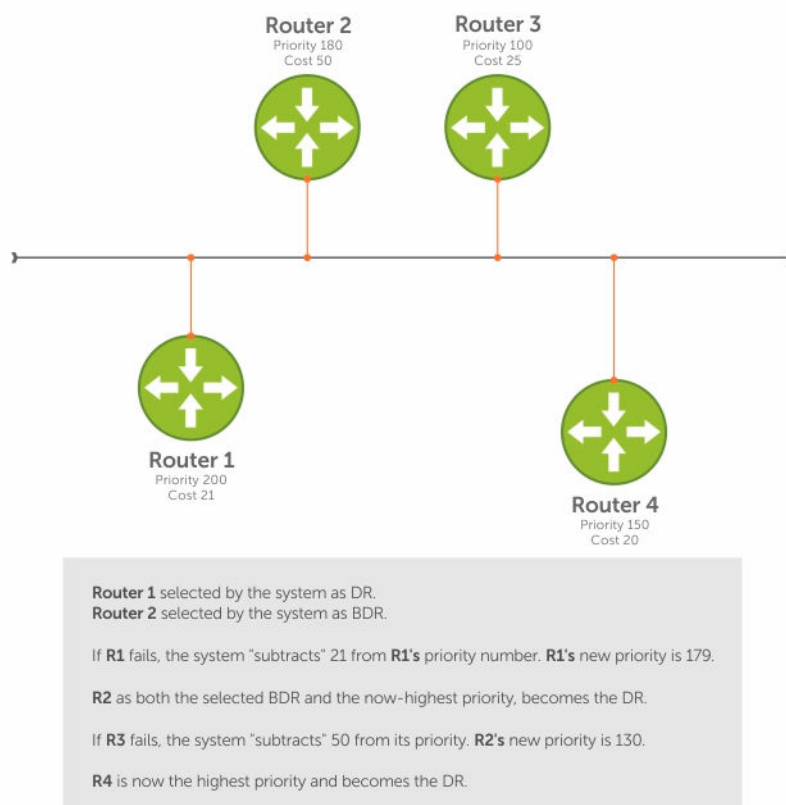 Router 2
Priority 180
Cost 50
Router 3
Priority 100
Cost 25
Router 1
Priority 200
Cost 21
Router 4
Priority 150
Cost 20
Router 1 selected by the system as DR.
Router 2 selected by the system as BDR.
If R1 fails, the system "subtracts" 21 from R1's priority number. R1's new priority is 179.
R2 as both the selected BDR and the now-highest priority, becomes the DR.
If R3 fails, the system "subtracts" 50 from its priority. R2's new priority is 130.
R4 is now the highest priority and becomes the DR.